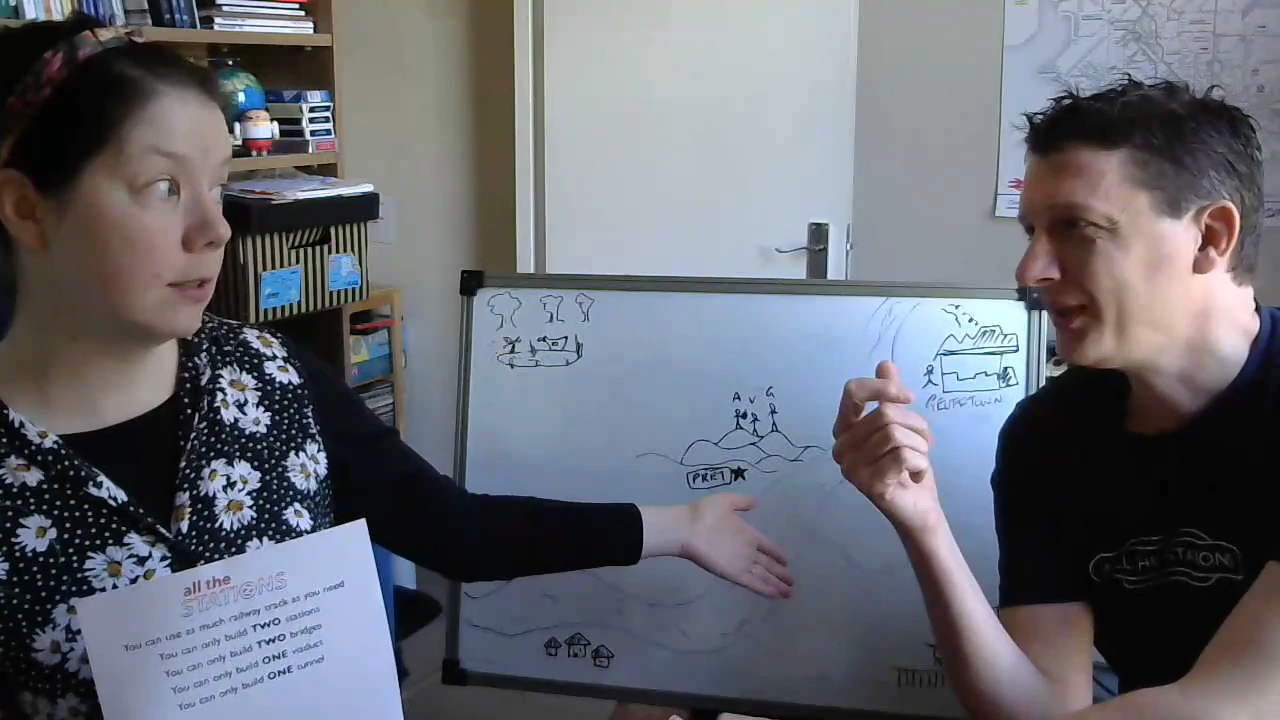 A V G
PRET
all the
STATIONS
You can use as much railway track as you need
You can only build TWO stations
You can only build TWO bridges
You can only build ONE viaduct
You can only build ONE tunnel